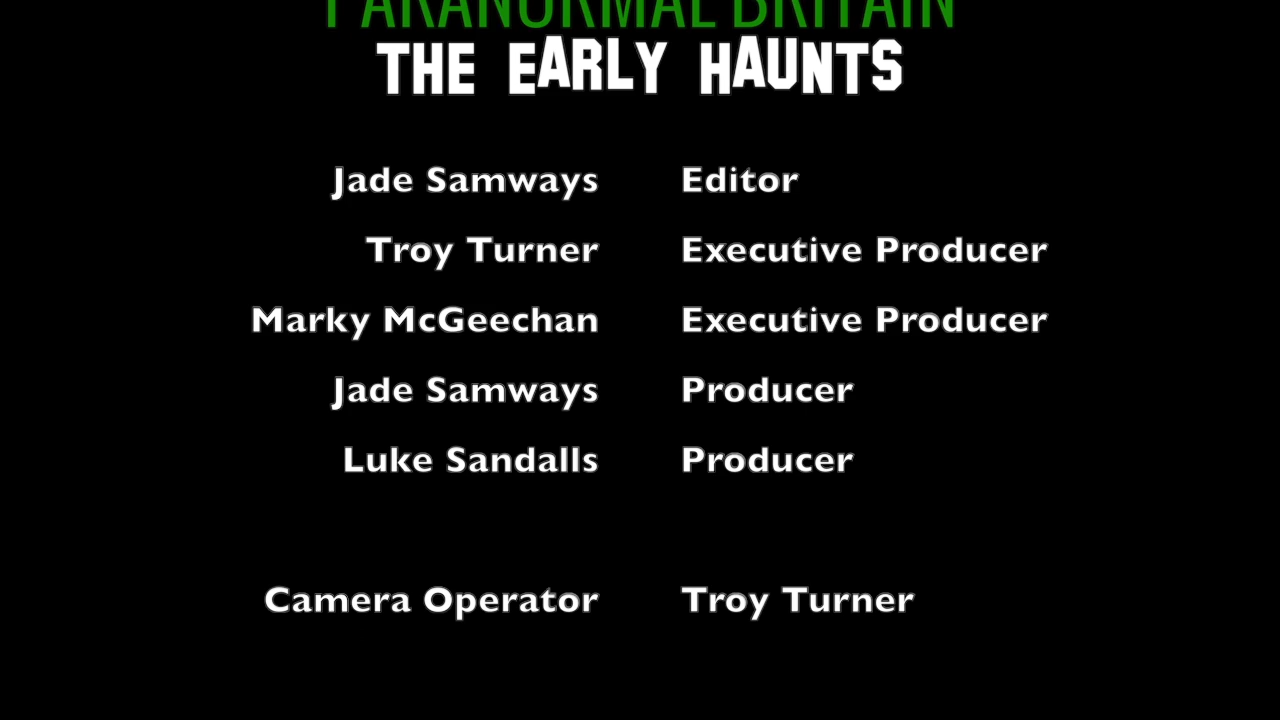 PARANORMAL BRITAIN
THE EARLY HAUNTS
Jade Samways Editor
Troy Turner Executive Producer
Marky McGeechan Executive Producer
Jade Samways Producer
Luke Sandalls Producer
Camera Operator Troy Turner